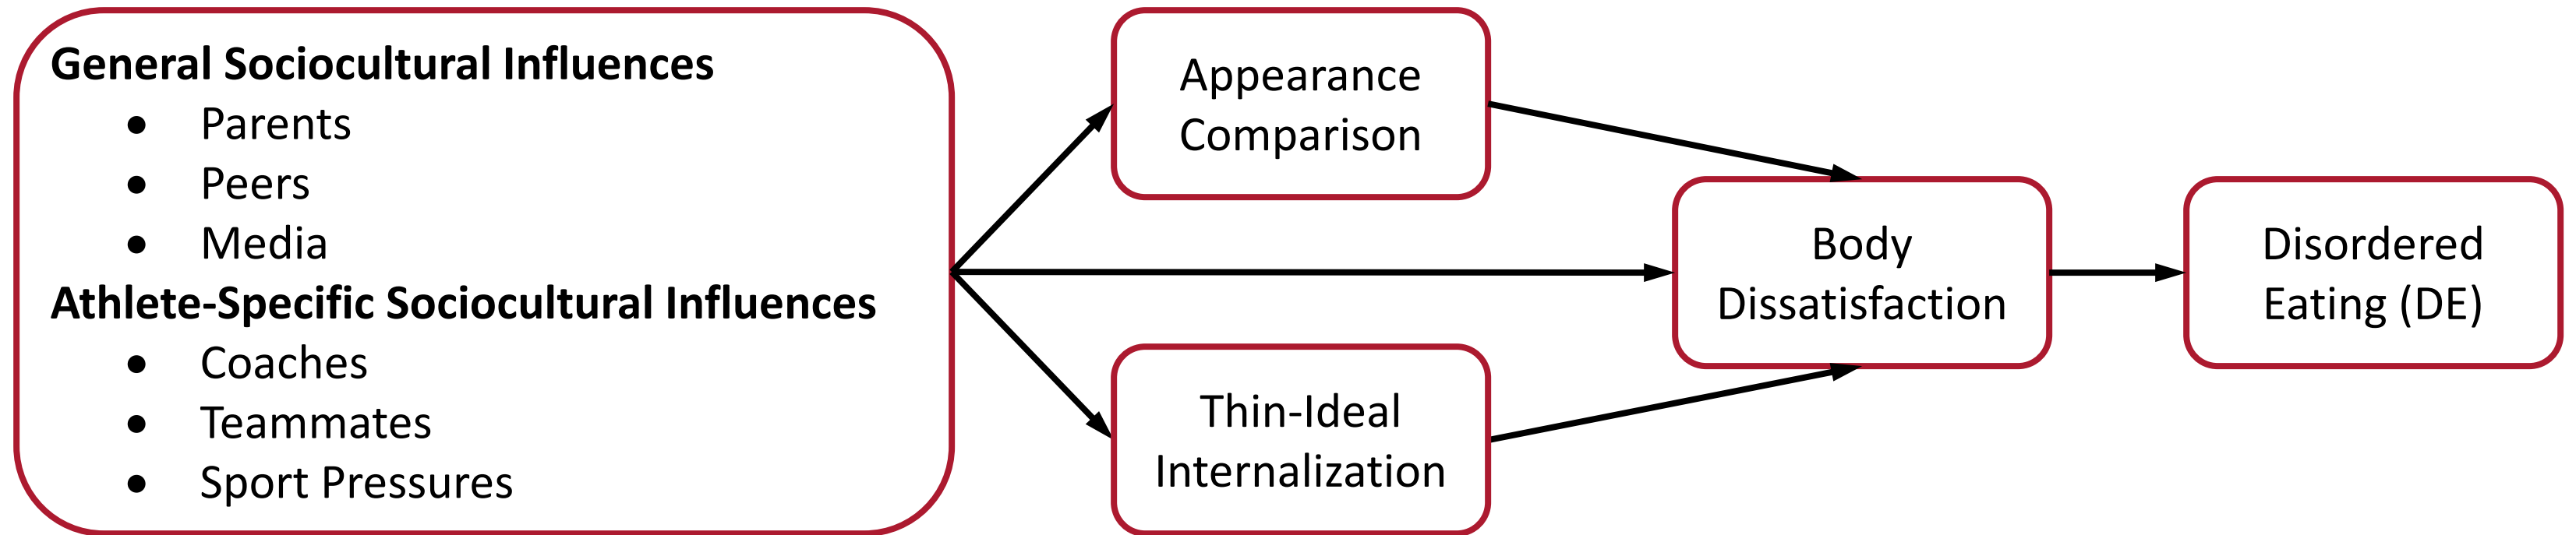 General Sociocultural Influences
• Parents
• Peers
• Media
Athlete-Specific Sociocultural Influences
• Coaches
• Teammates
• Sport Pressures
Appearance
Comparison
Thin-Ideal
Internalization
Body
Dissatisfaction
Disordered
Eating (DE)